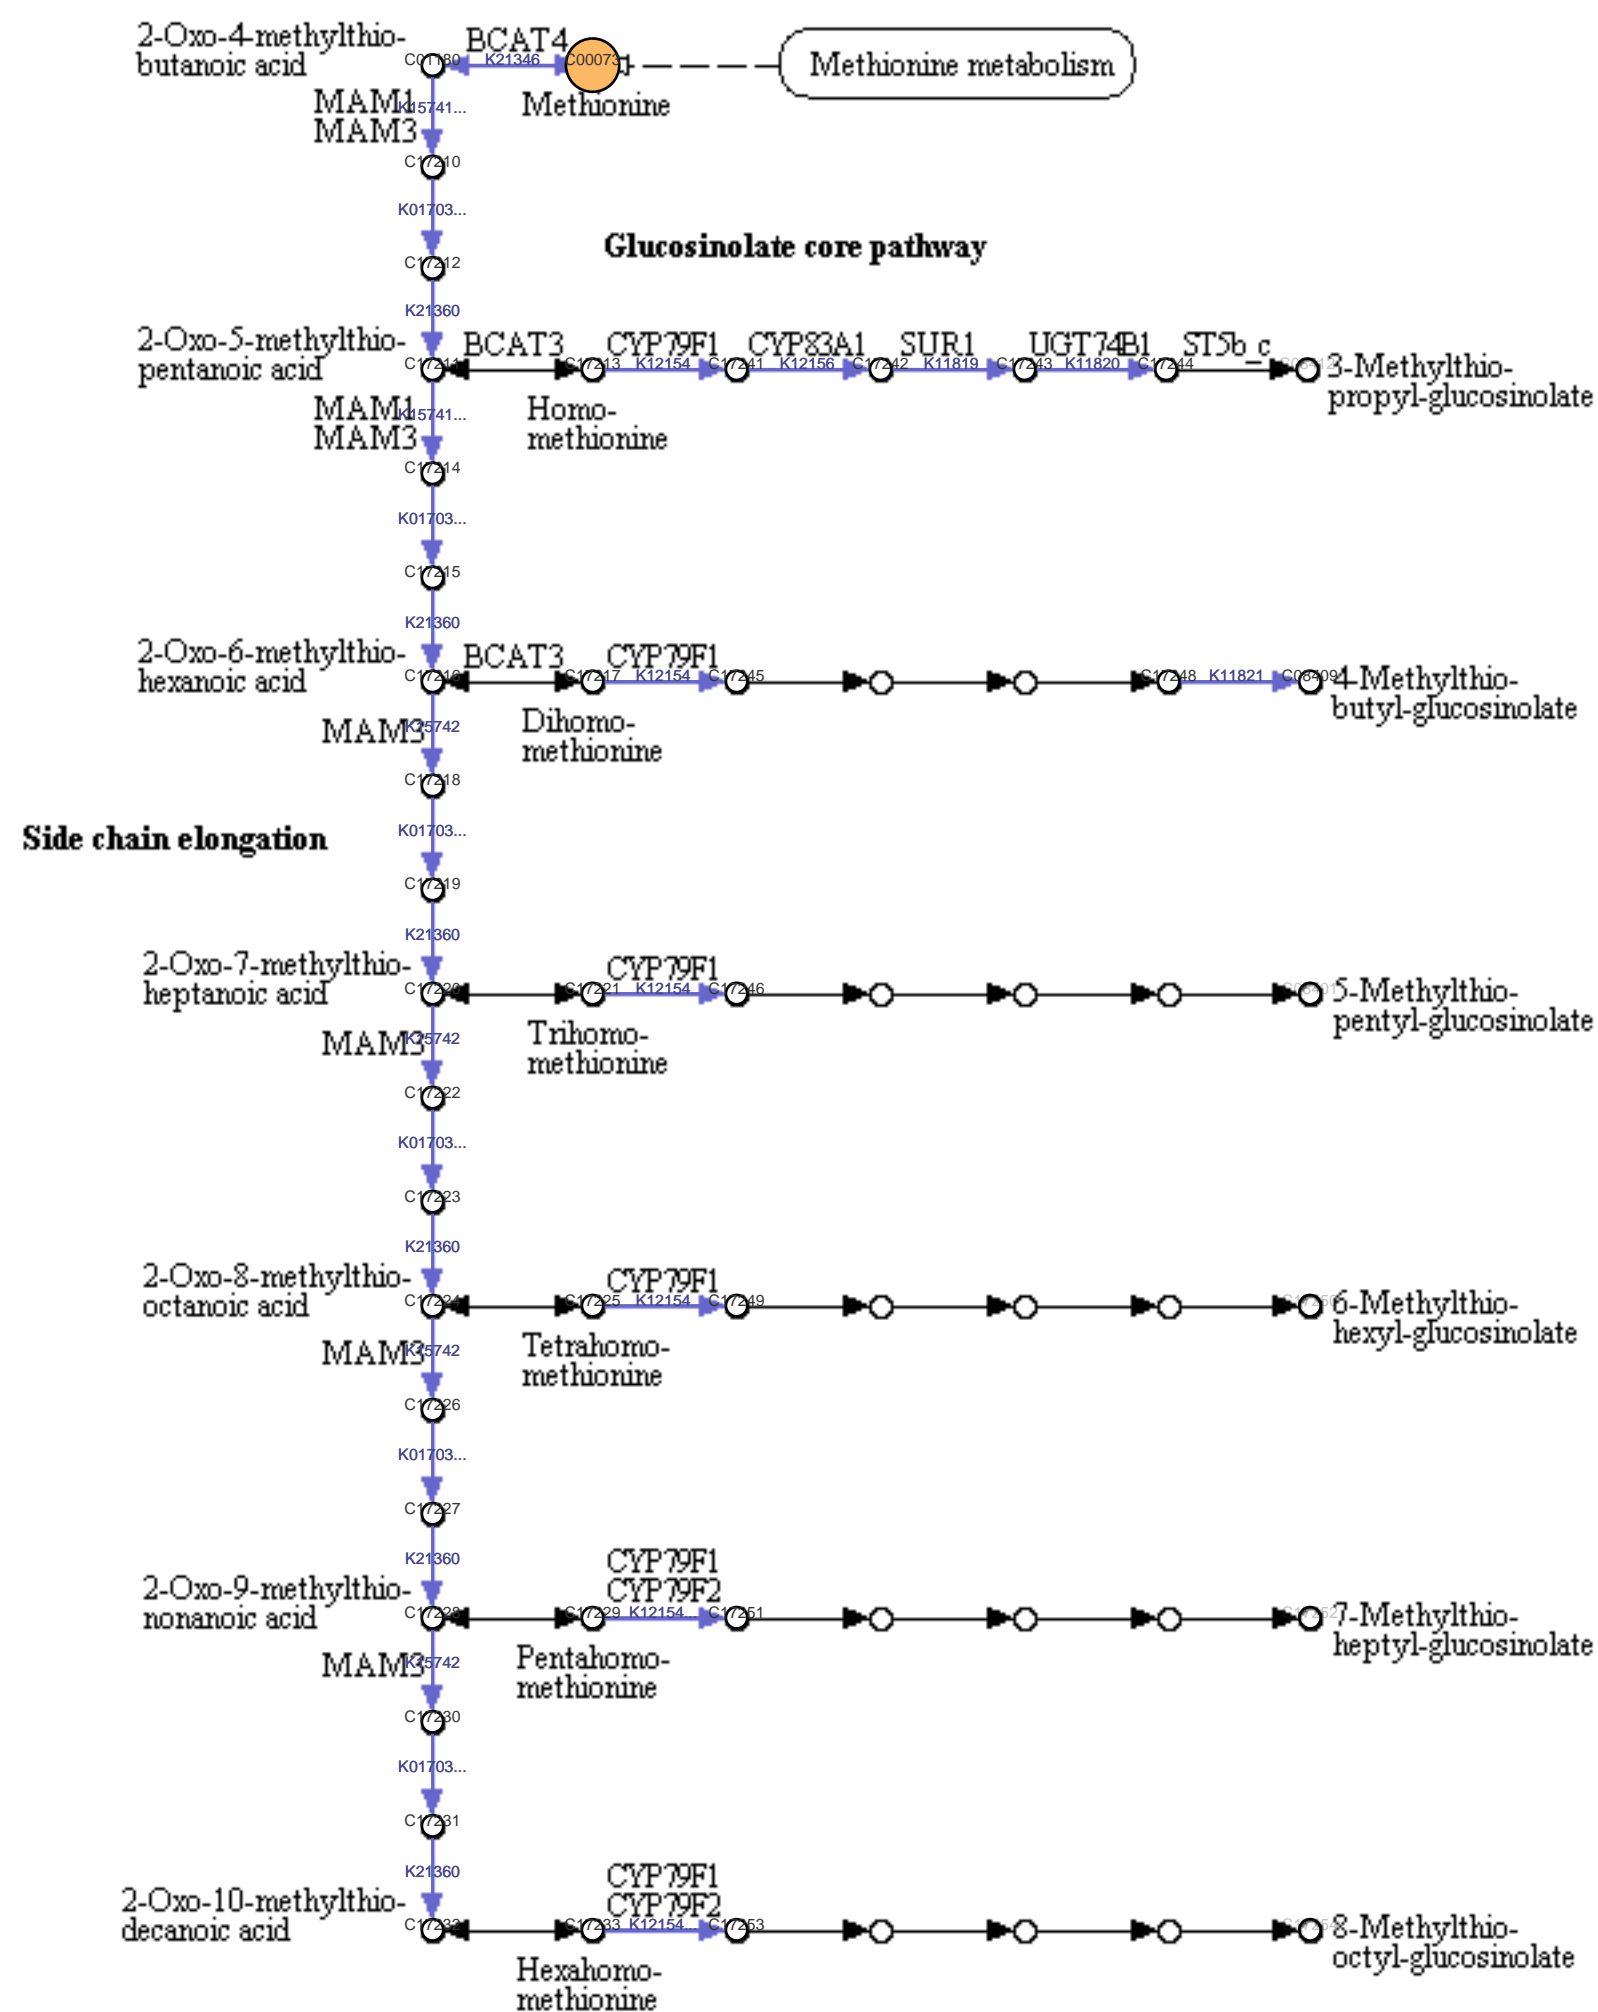 2-Oxo-4-methylthio-
butanoic acid
C01180
BCAT4
K21346
C00073
Methionine
Methionine metabolism
MAM1
MAM3
K15741...
C17210
K01703...
Glucosinolate core pathway
C17212
K21360
2-Oxo-5-methylthio-
pentanoic acid
C17211
BCAT3
C17213
CYP79F1
K12154
C17241
CYP83A1
K12156
C17242
SUR1
K11819
C17243
UGT74B1
K11820
C17244
ST5b_c
3-Methylthio-
propyl-glucosinolate
MAM1
MAM3
K15741...
Homo-
methionine
C17214
K01703...
C17215
K21360
2-Oxo-6-methylthio-
hexanoic acid
C17216
BCAT3
C17217
CYP79F1
K12154
C17245
C17248
K11821
C08409
4-Methylthio-
butyl-glucosinolate
MAM3
K15742
Dihomo-
methionine
C17218
Side chain elongation
K01703...
C17219
K21360
2-Oxo-7-methylthio-
heptanoic acid
C17220
C17221
CYP79F1
K12154
C17246
5-Methylthio-
pentyl-glucosinolate
MAM3
K15742
Trihomo-
methionine
C17222
K01703...
C17223
K21360
2-Oxo-8-methylthio-
octanoic acid
C17224
C17225
CYP79F1
K12154
C17249
6-Methylthio-
hexyl-glucosinolate
MAM3
K15742
Tetrahomo-
methionine
C17226
K01703...
C17227
K21360
2-Oxo-9-methylthio-
nonanoic acid
C17228
C17229
CYP79F1
CYP79F2
K12154...
C17251
7-Methylthio-
heptyl-glucosinolate
MAM3
K15742
Pentahomo-
methionine
C17230
K01703...
C17231
K21360
2-Oxo-10-methylthio-
decanoic acid
C17232
C17233
CYP79F1
CYP79F2
K12154...
C17253
8-Methylthio-
octyl-glucosinolate
Hexahomo-
methionine